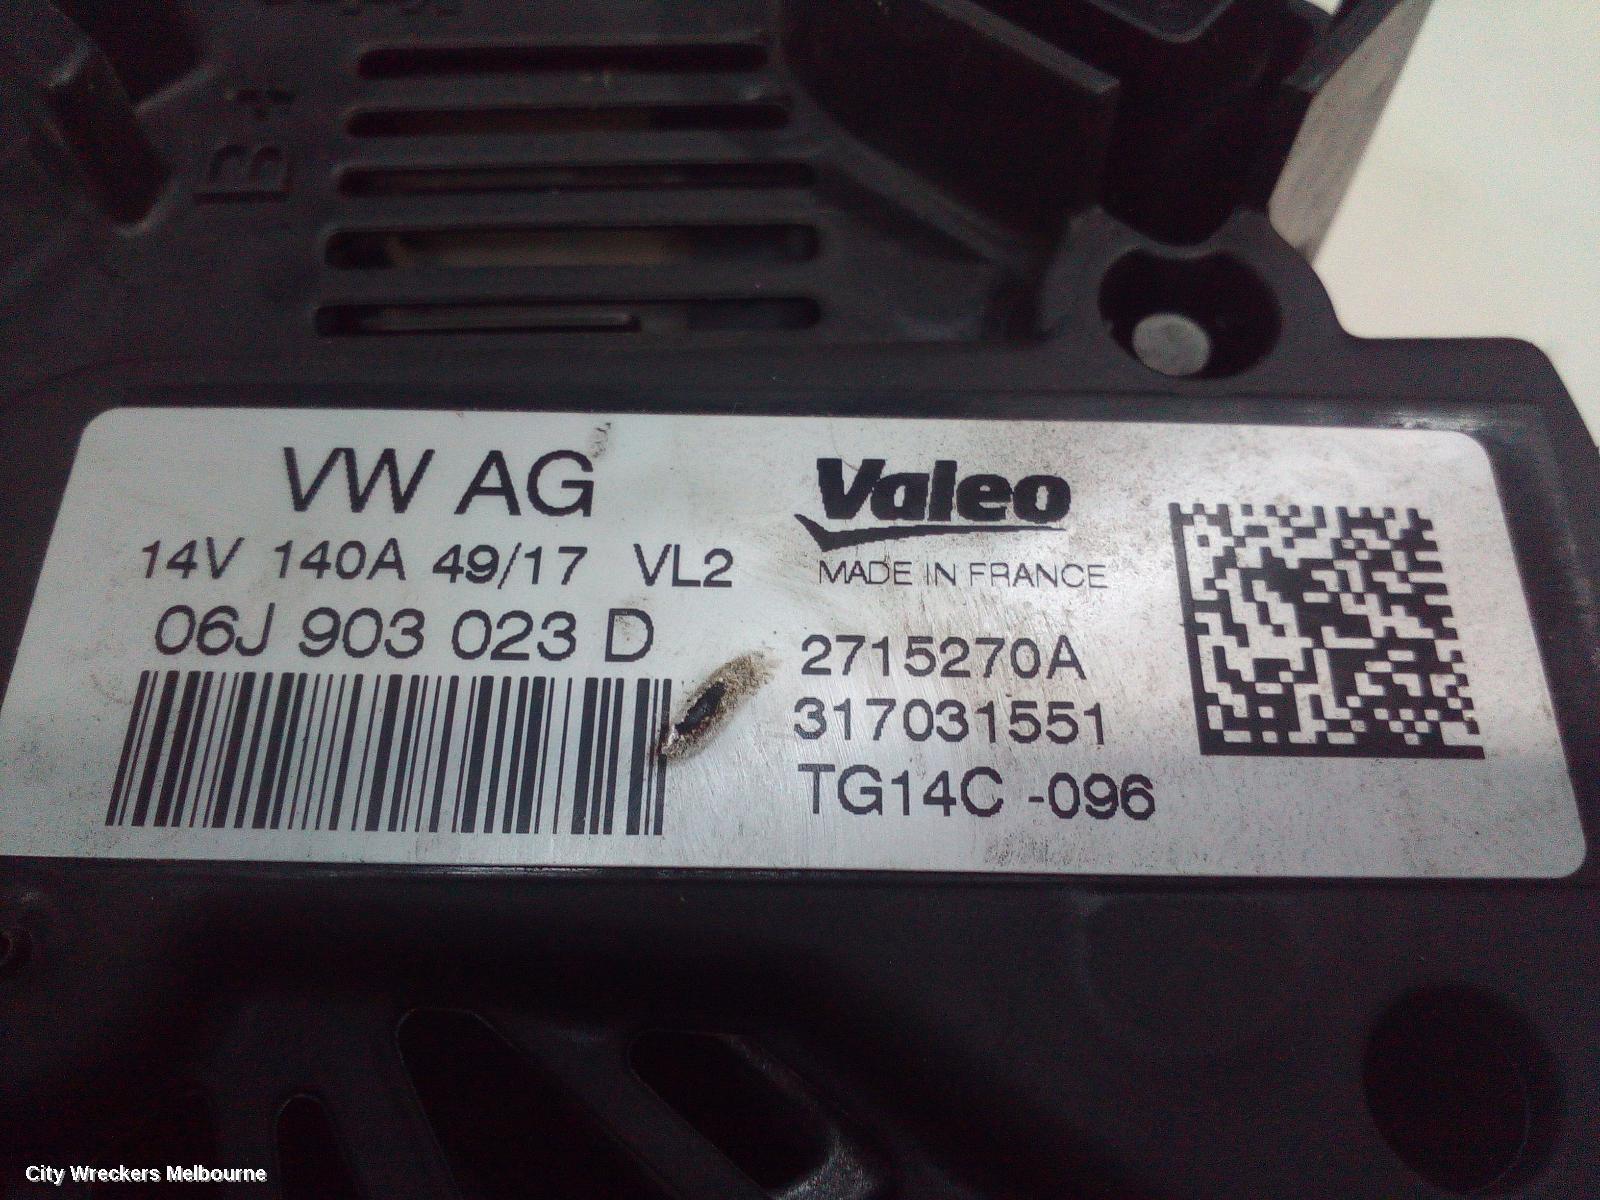 B+
VW AG
14V 140A 49/17 VL2
06J 903 023 D
Valeo
MADE IN FRANCE
2715270A
317031551
TG14C -096
City Wreckers Melbourne